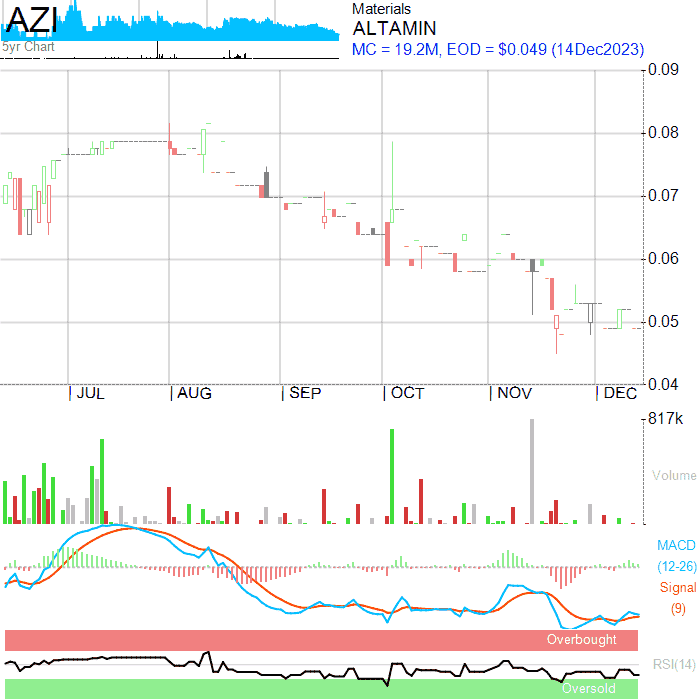 AZI
5yr Chart
Materials
ALTAMIN
MC = 19.2M, EOD = $0.049 (14Dec2023)
0.09
0.08
0.07
0.06
0.05
0.04
JUL AUG SEP OCT NOV DEC
817k
Volume
MACD
(12-26)
Signal
(9)
Overbought
RSI(14)
Oversold